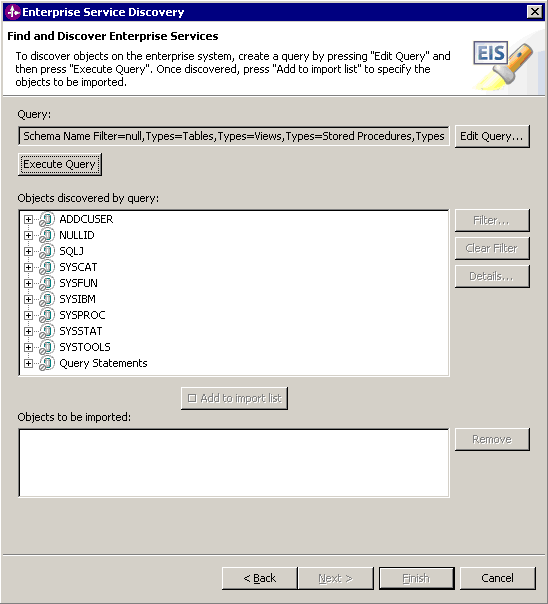 Enterprise Service Discovery
Find and Discover Enterprise Services
To discover objects on the enterprise system, create a query by pressing "Edit Query" and
then press "Execute Query". Once discovered, press "Add to import list" to specify the
objects to be imported.
EIS
Query:
Schema Name Filter=null,Types=Tables,Types=Views,Types=Stored Procedures,Types
Edit Query...
Execute Query
Objects discovered by query:
ADDCUSER
NULLID
SQLJ
SYSCAT
SYSFUN
SYSIBM
SYSPROC
SYSSTAT
SYSTOOLS
Query Statements
Filter...
Clear Filter
Details...
Add to import list
Objects to be imported:
Remove
< Back
Next >
Finish
Cancel